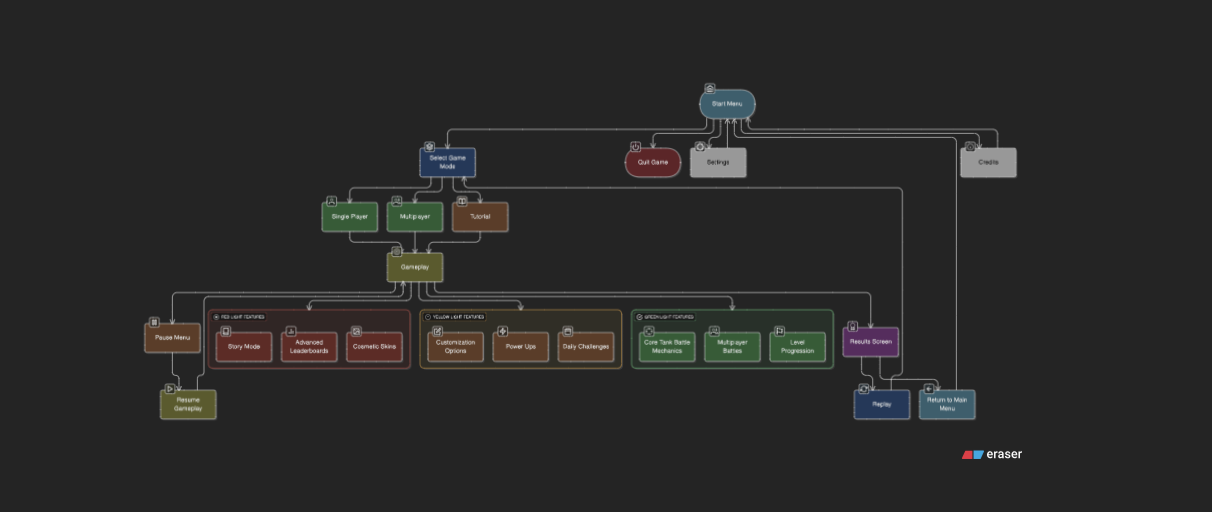 Start Menu
Select Game
Mode
Quit Game
Settings
Credits
Single Player
Multiplayer
Tutorial
Gameplay
RED LIGHT FEATURES
YELLOW LIGHT FEATURES
GREEN LIGHT FEATURES
Pause Menu
Story Mode
Advanced
Leaderboards
Cosmetic Skins
Customization
Options
Power Ups
Daily Challenges
Core Tank Battle
Mechanics
Multiplayer
Battles
Level
Progression
Results Screen
Resume
Gameplay
Replay
Return to Main
Menu
eraser